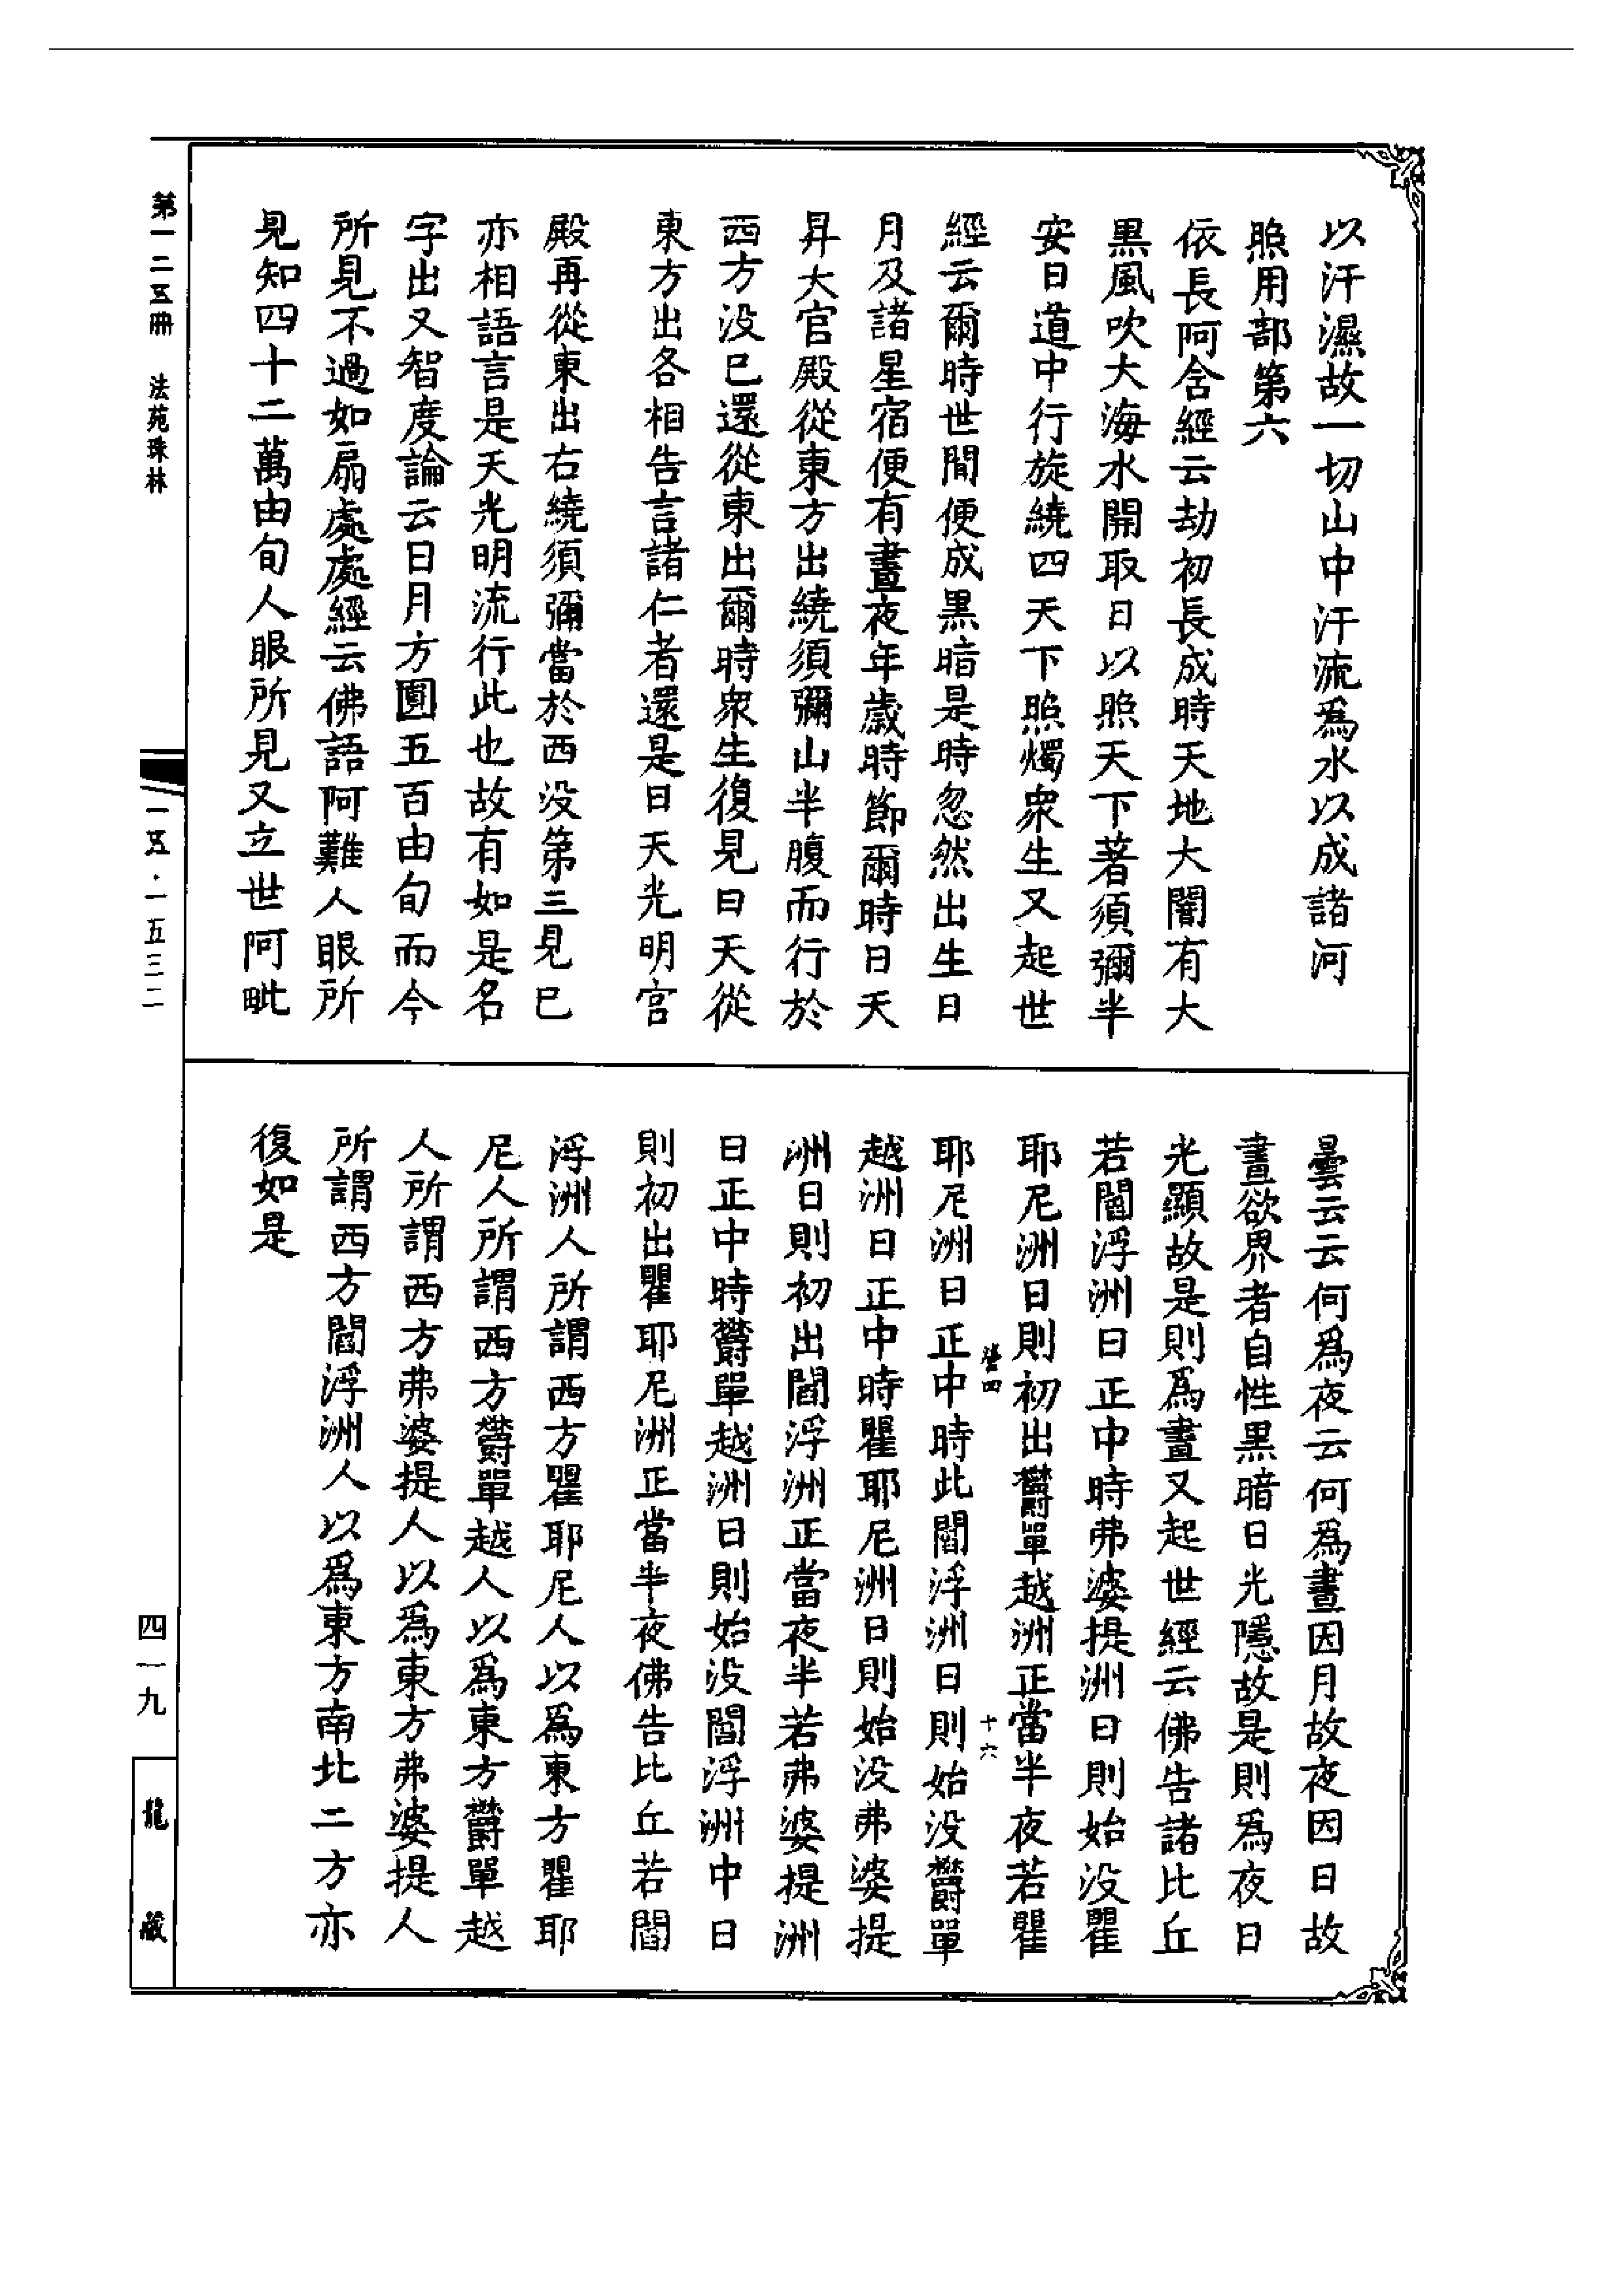 以汗濕故一切山中汗流爲水以成諸河
照用部第六
依長阿含經云劫初長成時天地大闇有大
黑風吹大海水開取日以照天下著須彌半
安日道中行旋繞四天下照燭衆生又起世
經云爾時世間便成黑暗是時忽然出生日
月及諸星宿便有晝夜年歲時節爾時日天
昇大官殿從東方出繞須彌山半腹而行於
西方没已還從東出爾時衆生復見日天從
東方出各相告言諸仁者還是日天光明宫
殿再從東出右繞須彌當於西没第三見已
亦相語言是天光明流行此也故有如是名
字出又智度論云日月方圓五百由旬而今
所見不過如扇處處經云佛語阿難人眼所
見知四十二萬由旬人眼所見又立世阿毗
曇云云何爲夜云何爲晝因月故夜因日故
晝欲界者自性黑暗日光隱故是則爲夜日
光顯故是則爲晝又起世經云佛告諸比丘
若閻浮洲日正中時弗婆提洲日則始没瞿
耶尼洲日則初出欝單越洲正當半夜若瞿
耶尼洲日正中時此閻浮洲日則始没欝單
越洲日正中時瞿耶尼洲日則始没弗婆提
洲日則初出閻浮洲正當夜半若弗婆提洲
日正中時欝單越洲日則始没閻浮洲中日
則初出瞿耶尼洲正當半夜佛告比丘若閻
浮洲人所謂西方瞿耶尼人以爲東方瞿耶
尼人所謂西方欝單越人以爲東方欝單越
人所謂西方弗婆提人以爲東方弗婆提人
所謂西方閻浮洲人以爲東方南北二方亦
復如是
十六
第一二五冊 法苑珠林
一五·一五三二
四一九
龍藏